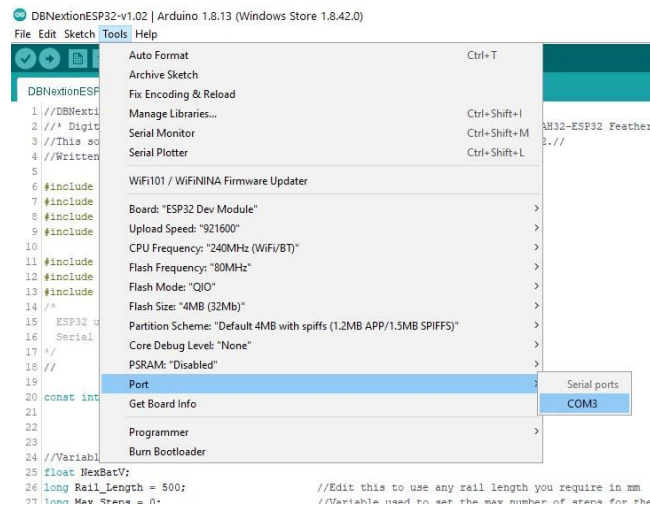 DBNextionESP32-v1.02 | Arduino 1.8.13 (Windows Store 1.8.42.0)
File Edit Sketch Tools Help
Auto Format Ctrl+T
Archive Sketch
Fix Encoding & Reload
Manage Libraries... Ctrl+Shift+I
Serial Monitor Ctrl+Shift+M
Serial Plotter Ctrl+Shift+L
WiFi101 / WiFiNINA Firmware Updater
Board: "ESP32 Dev Module"
Upload Speed: "921600"
CPU Frequency: "240MHz (WiFi/BT)"
Flash Frequency: "80MHz"
Flash Mode: "QIO"
Flash Size: "4MB (32Mb)"
Partition Scheme: "Default 4MB with spiffs (1.2MB APP/1.5MB SPIFFS)"
Core Debug Level: "None"
PSRAM: "Disabled"
Port
Serial ports
COM3
Get Board Info
Programmer
Burn Bootloader
DBNextionESP
1 //DBNexti
2 //* Digit AH32-ESP32 Feather
3 //This so 2.//
4 //Written
5
6 #include
7 #include
8 #include
9 #include
10
11 #include
12 #include
13 #include
14 /*
15 ESP32 u
16 Serial
17 */
18 //
19
20 const int
21
22
23
24 //Variabl
25 float NexBatV;
26 long Rail_Length = 500; //Edit this to use any rail length you require in mm
27 long Max_Steps = 0; //Variable used to set the max number of steps for the